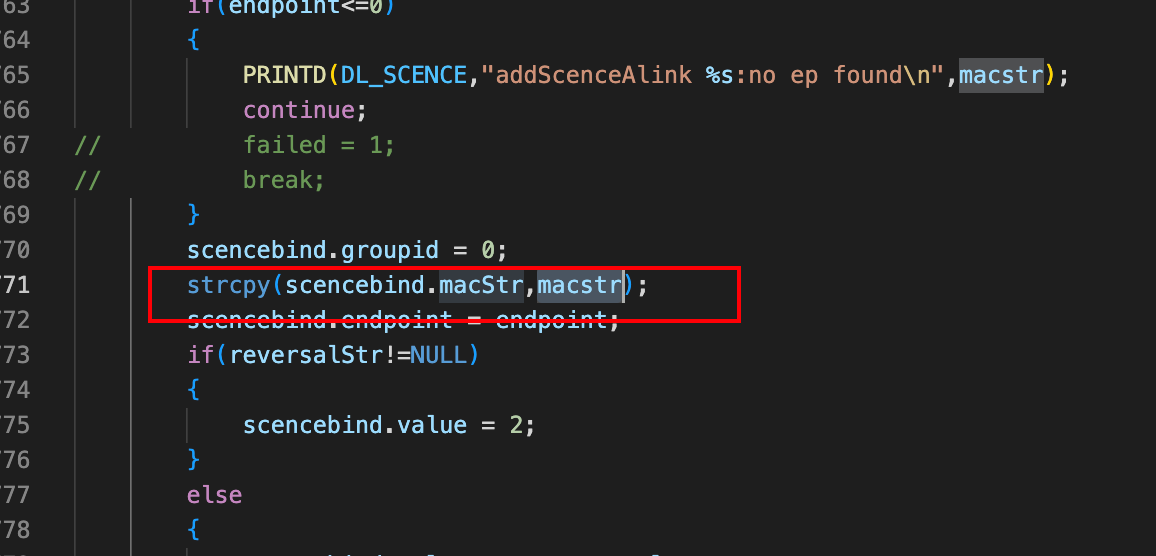 763 if(endpoint<=0)
764 {
765 PRINTD(DL_SCENCE,"addScenceAlink %s:no ep found\n",macstr);
766 continue;
767 // failed = 1;
768 // break;
769 }
770 scencebind.groupid = 0;
771 strcpy(scencebind.macStr,macstr);
772 scencebind.endpoint = endpoint;
773 if(reversalStr!=NULL)
774 {
775 scencebind.value = 2;
776 }
777 else
778 {